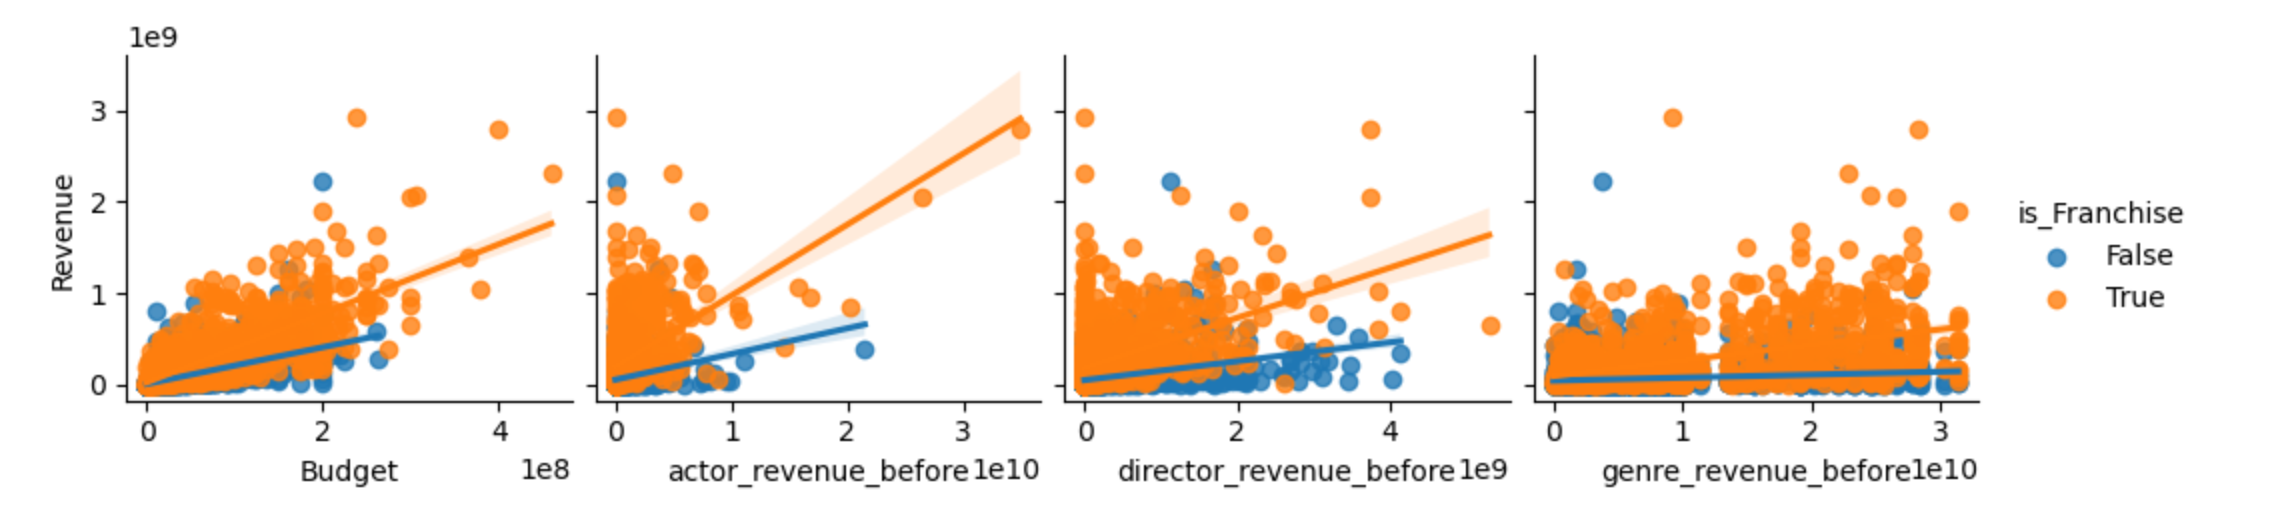 1e9
Revenue
3
2
1
0
0 2 4
Budget 1e8
0 1 2 3
actor_revenue_before 1e10
0 2 4
director_revenue_before 1e9
0 1 2 3
genre_revenue_before 1e10
is_Franchise
False
True